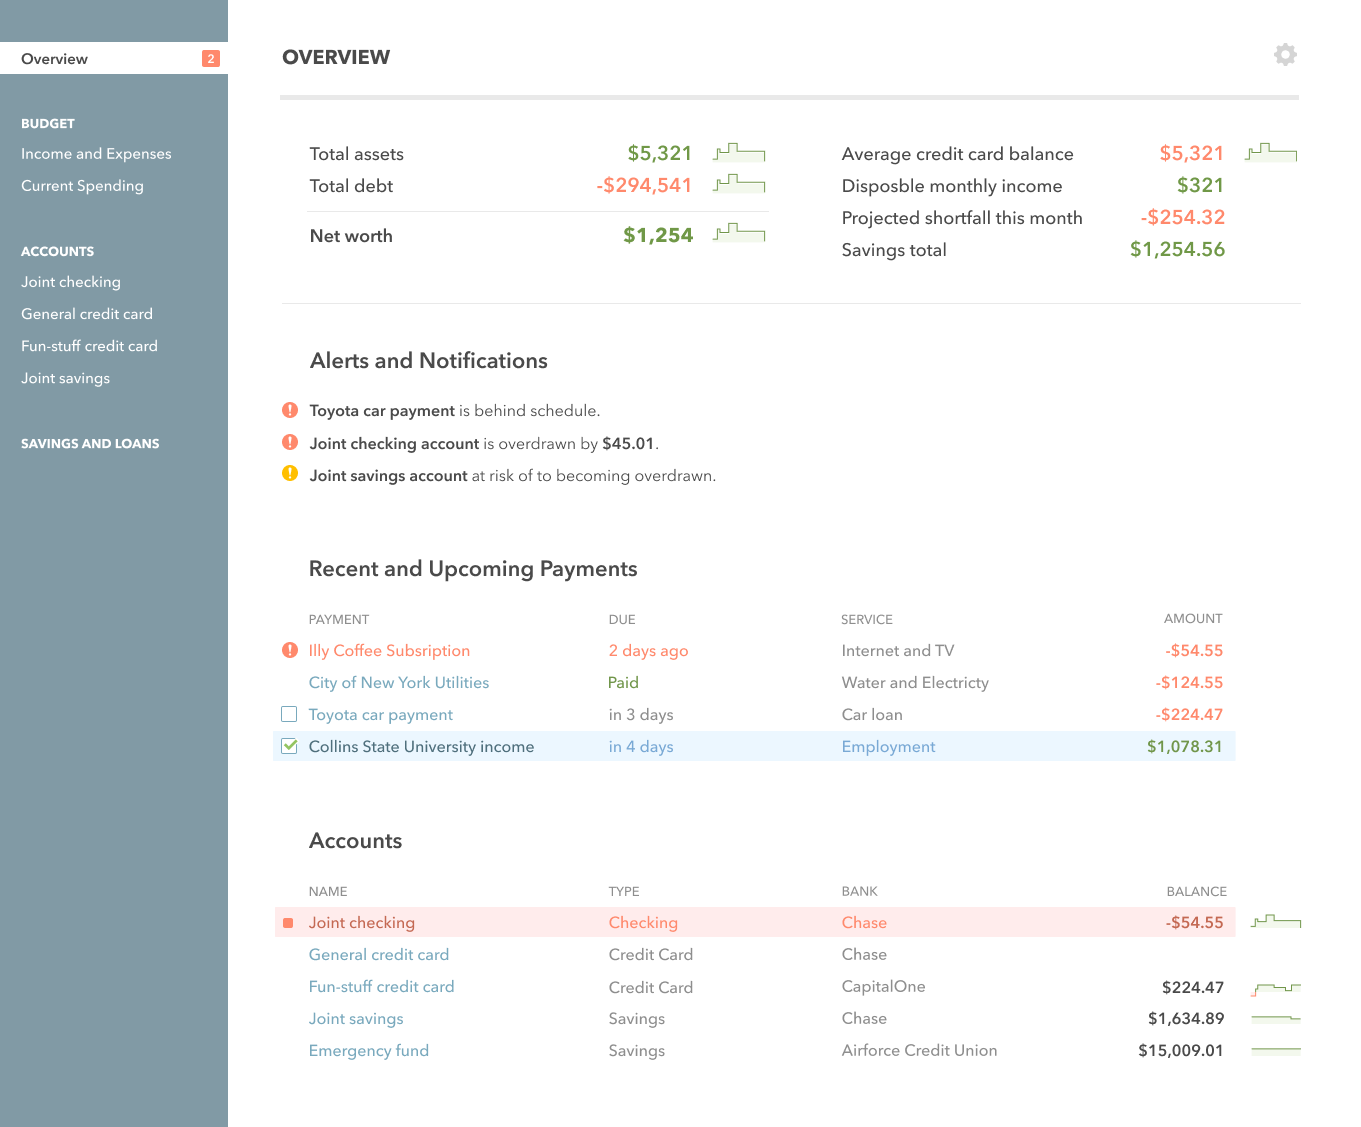 Overview 2
BUDGET
Income and Expenses
Current Spending
ACCOUNTS
Joint checking
General credit card
Fun-stuff credit card
Joint savings
SAVINGS AND LOANS
OVERVIEW
Total assets $5,321
Total debt -$294,541
Net worth $1,254
Average credit card balance $5,321
Disposble monthly income $321
Projected shortfall this month -$254.32
Savings total $1,254.56
Alerts and Notifications
Toyota car payment is behind schedule.
Joint checking account is overdrawn by $45.01.
Joint savings account at risk of to becoming overdrawn.
Recent and Upcoming Payments
PAYMENT DUE SERVICE AMOUNT
Illy Coffee Subsription 2 days ago Internet and TV -$54.55
City of New York Utilities Paid Water and Electricty -$124.55
Toyota car payment in 3 days Car loan -$224.47
Collins State University income in 4 days Employment $1,078.31
Accounts
NAME TYPE BANK BALANCE
Joint checking Checking Chase -$54.55
General credit card Credit Card Chase
Fun-stuff credit card Credit Card CapitalOne $224.47
Joint savings Savings Chase $1,634.89
Emergency fund Savings Airforce Credit Union $15,009.01